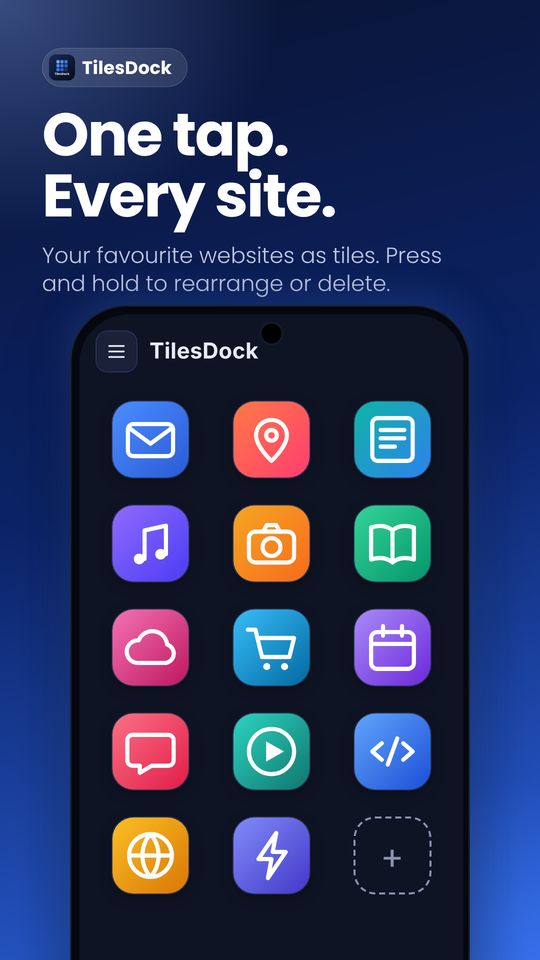 TilesDock
One tap.
Every site.
Your favourite websites as tiles. Press
and hold to rearrange or delete.
TilesDock